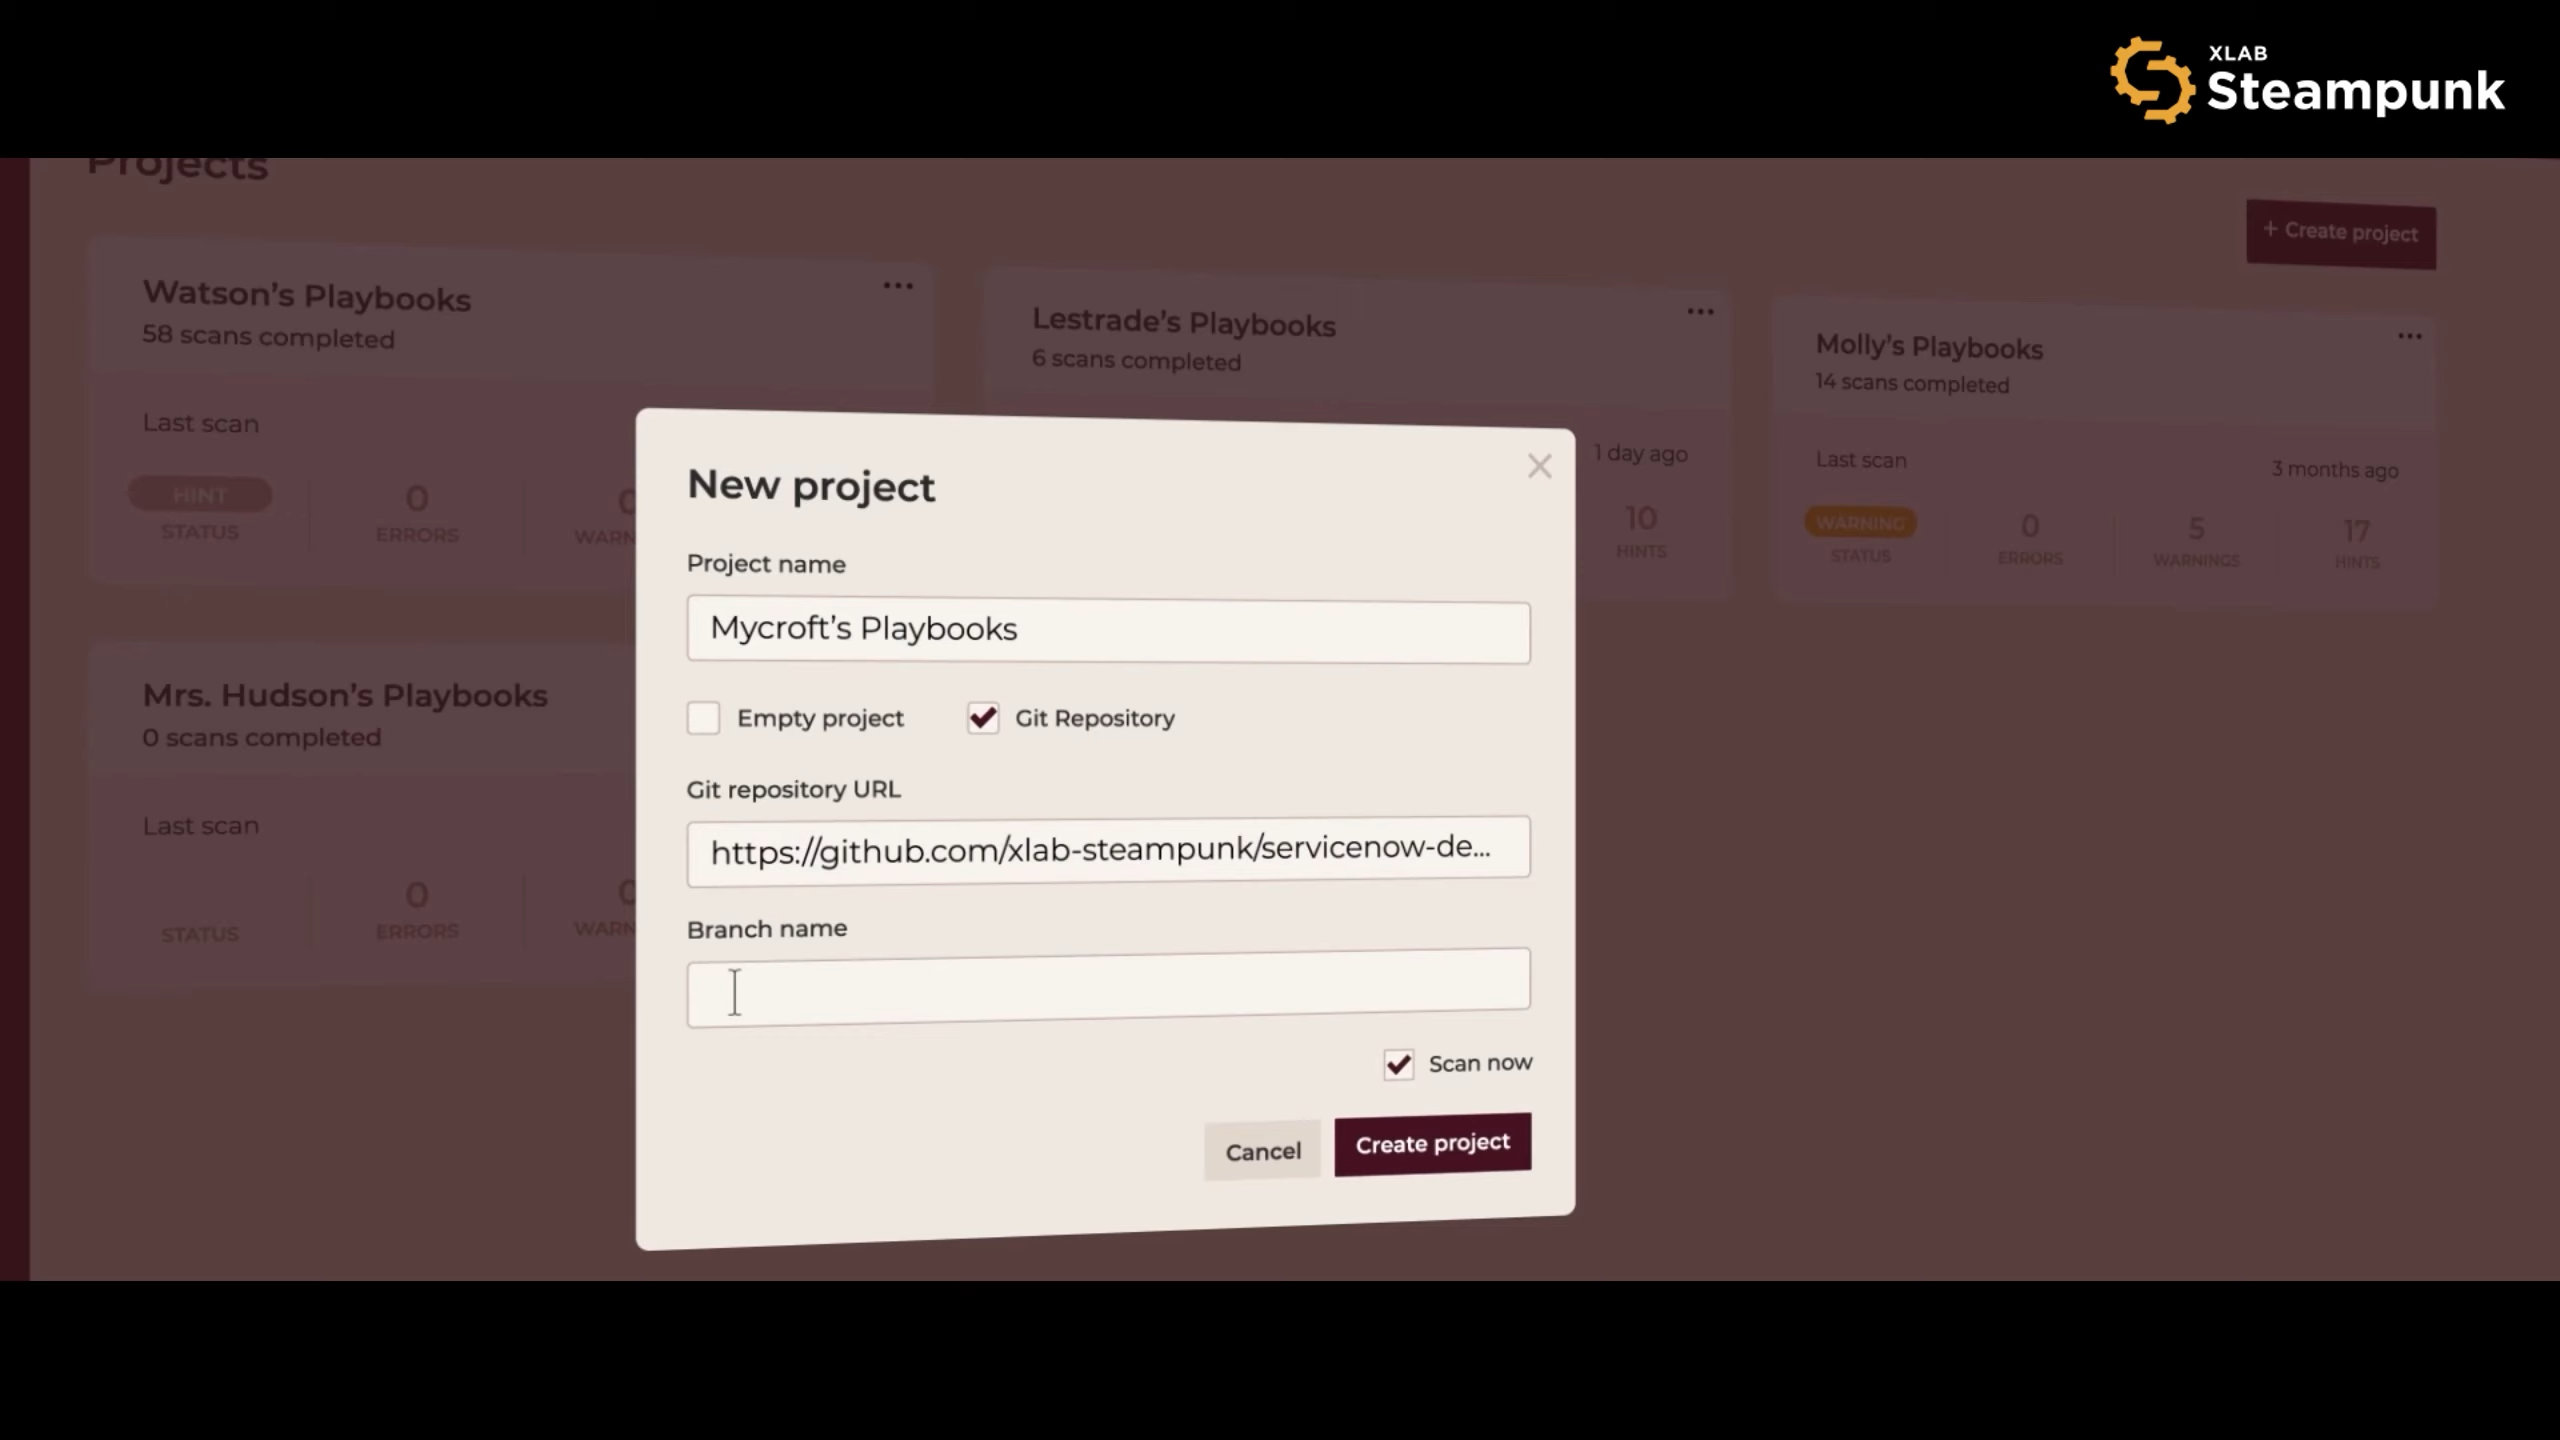 XLAB
Steampunk
Projects
+ Create project
Watson's Playbooks
58 scans completed
Last scan
HINT
STATUS
0
ERRORS
0
WARN
Lestrade's Playbooks
6 scans completed
1 day ago
10
HINTS
Molly's Playbooks
14 scans completed
Last scan
3 months ago
WARNING
STATUS
0
ERRORS
5
WARNINGS
17
HINTS
Mrs. Hudson's Playbooks
0 scans completed
Last scan
STATUS
0
ERRORS
0
WARN
New project
Project name
Mycroft's Playbooks
Empty project
Git Repository
Git repository URL
https://github.com/xlab-steampunk/servicenow-de...
Branch name
Scan now
Cancel
Create project